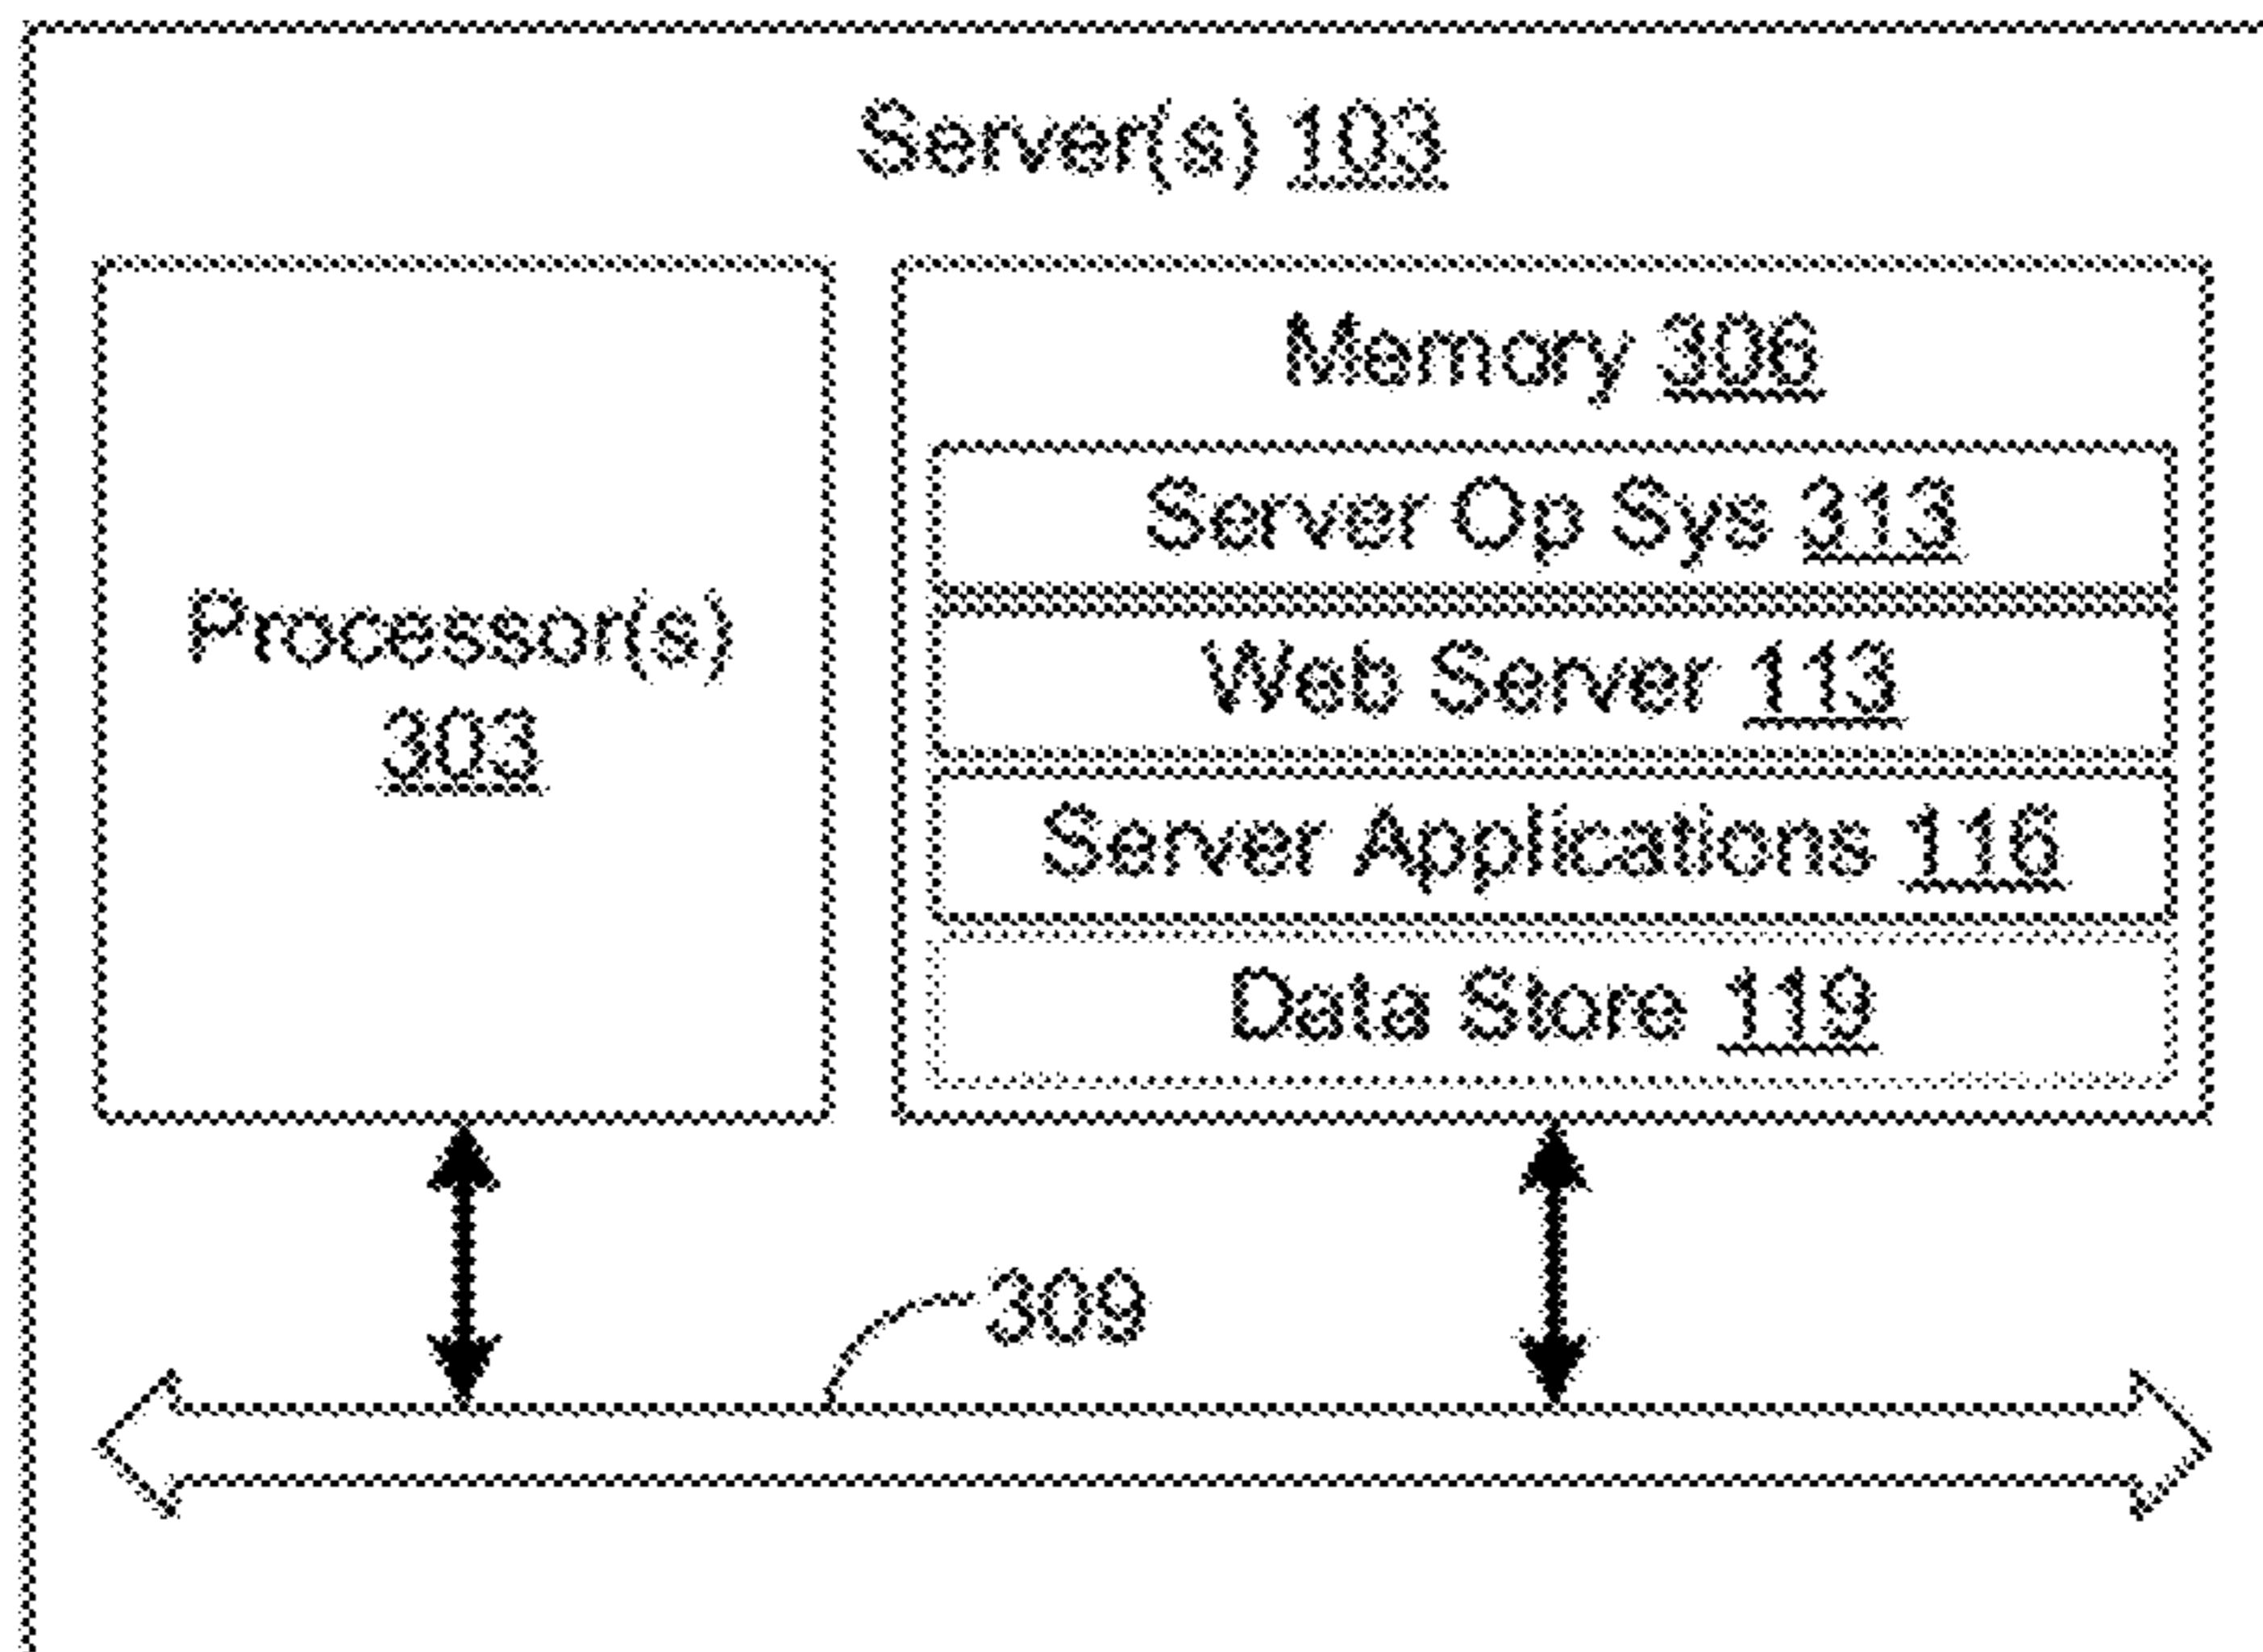 Server(s) 103
Processor(s)
303
Memory 306
Server Op Sys 313
Web Server 113
Server Applications 116
Data Store 119
309